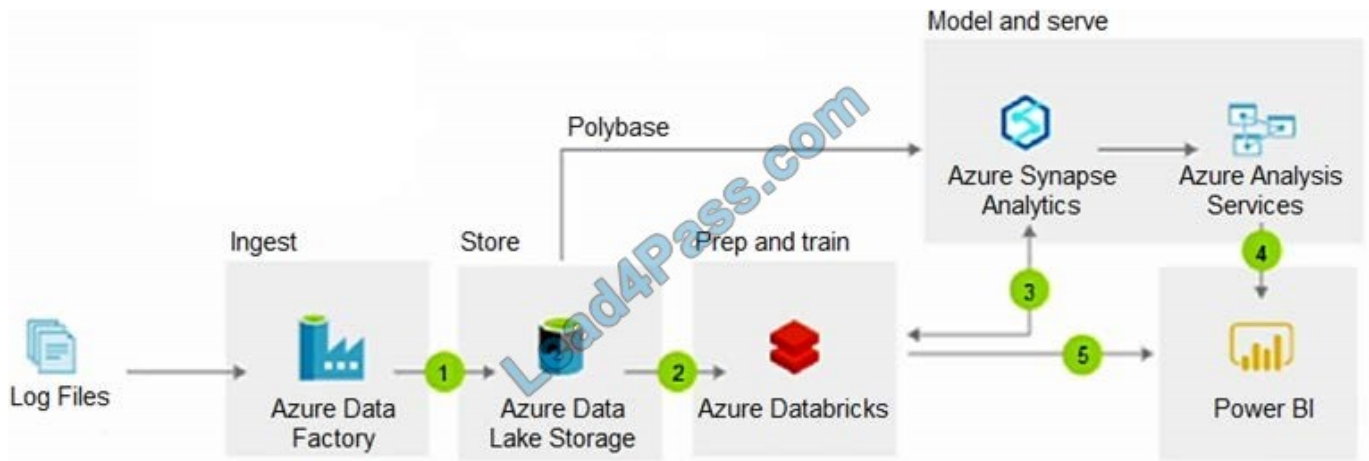 Model and serve
Polybase
Azure Synapse
Analytics
Azure Analysis
Services
Ingest
Store
Prep and train
Lead4Pass.com
4
3
Log Files
1
2
5
Azure Data
Factory
Azure Data
Lake Storage
Azure Databricks
Power BI